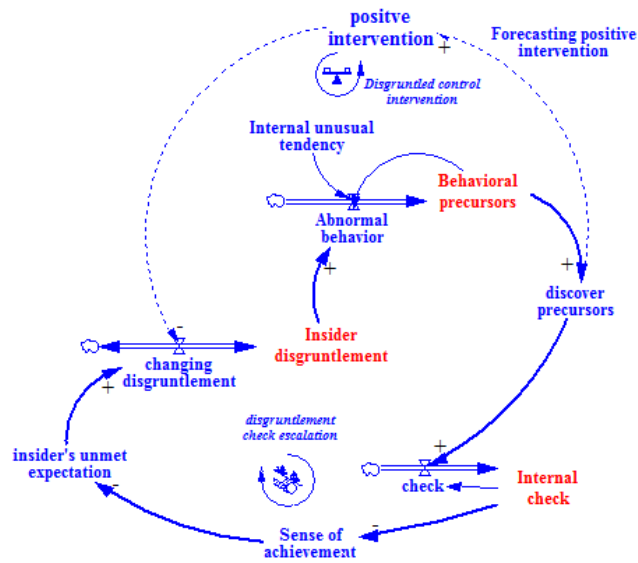 positve
intervention
Forecasting positive
intervention
+
Disgruntled control
intervention
Internal unusual
tendency
Behavioral
precursors
Abnormal
behavior
+
+
discover
precursors
-
Insider
disgruntlement
changing
disgruntlement
+
disgruntlement
check escalation
+
insider's unmet
expectation
-
check
Internal
check
-
Sense of
achievement